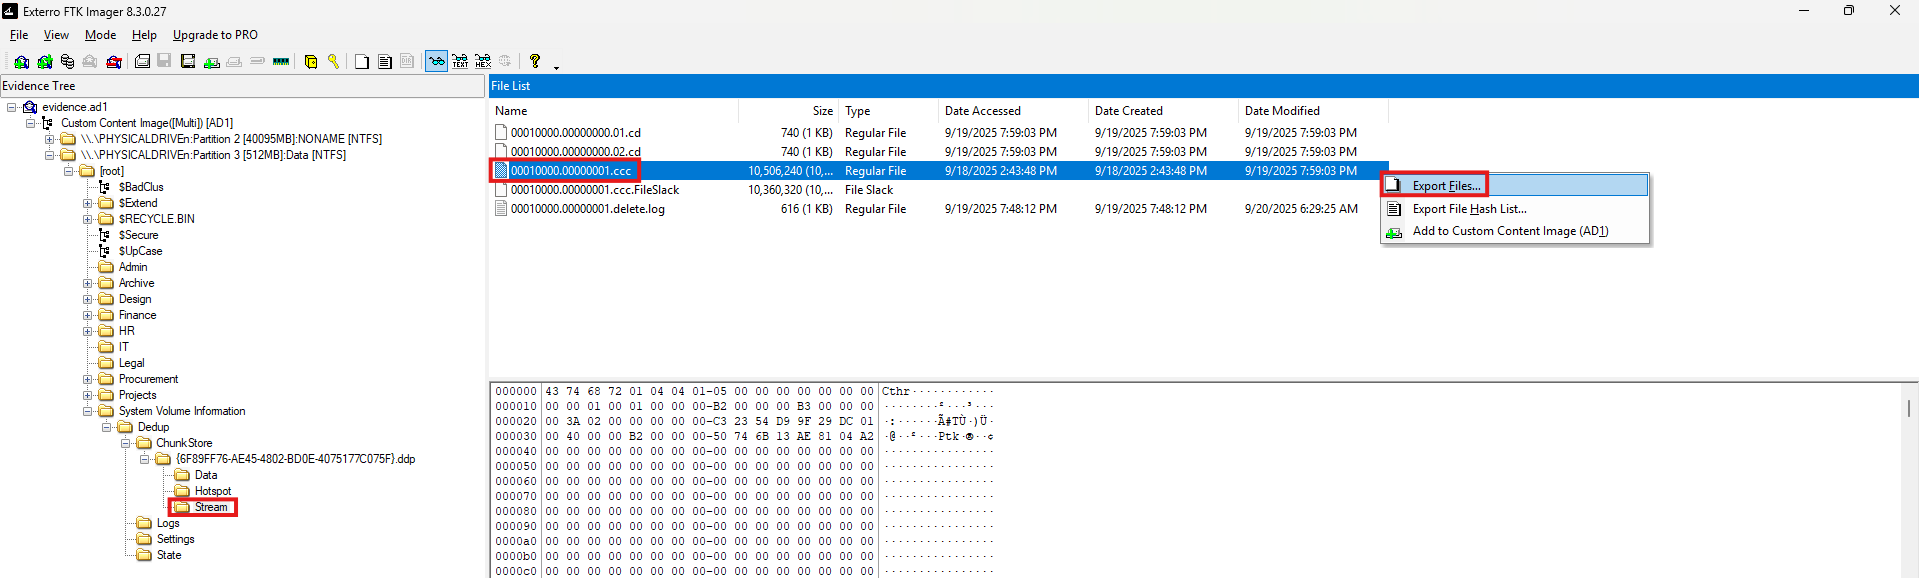 Exterro FTK Imager 8.3.0.27
File View Mode Help Upgrade to PRO
Evidence Tree
evidence.ad1
Custom Content Image([Multi]) [AD1]
\\.\PHYSICALDRIVEn:Partition 2 [40095MB]:NONAME [NTFS]
\\.\PHYSICALDRIVEn:Partition 3 [512MB]:Data [NTFS]
[root]
$BadClus
$Extend
$RECYCLE.BIN
$Secure
$UpCase
Admin
Archive
Design
Finance
HR
IT
Legal
Procurement
Projects
System Volume Information
Dedup
ChunkStore
{6F89FF76-AE45-4802-BD0E-4075177C075F}.ddp
Data
Hotspot
Stream
Logs
Settings
State
File List
Name Size Type Date Accessed Date Created Date Modified
00010000.00000000.01.cd 740 (1 KB) Regular File 9/19/2025 7:59:03 PM 9/19/2025 7:59:03 PM 9/19/2025 7:59:03 PM
00010000.00000000.02.cd 740 (1 KB) Regular File 9/19/2025 7:59:03 PM 9/19/2025 7:59:03 PM 9/19/2025 7:59:03 PM
00010000.00000001.ccc 10,506,240 (10,... Regular File 9/18/2025 2:43:48 PM 9/18/2025 2:43:48 PM 9/19/2025 7:59:03 PM
00010000.00000001.ccc.FileSlack 10,360,320 (10,... File Slack
00010000.00000001.delete.log 616 (1 KB) Regular File 9/19/2025 7:48:12 PM 9/19/2025 7:48:12 PM 9/20/2025 6:29:25 AM
Export Files...
Export File Hash List...
Add to Custom Content Image (AD1)
000000 43 74 68 72 01 04 04 01-05 00 00 00 00 00 00 00 Cthr············
000010 00 00 01 00 01 00 00 00-B2 00 00 00 B3 00 00 00 ········²···³···
000020 00 3A 02 00 00 00 00 00-C3 23 54 D9 9F 29 DC 01 ·:······Ã#TÙ·)Ü·
000030 00 40 00 00 B2 00 00 00-50 74 6B 13 AE 81 04 A2 ·@··²···Ptk·®··¢
000040 00 00 00 00 00 00 00 00-00 00 00 00 00 00 00 00 ················
000050 00 00 00 00 00 00 00 00-00 00 00 00 00 00 00 00 ················
000060 00 00 00 00 00 00 00 00-00 00 00 00 00 00 00 00 ················
000070 00 00 00 00 00 00 00 00-00 00 00 00 00 00 00 00 ················
000080 00 00 00 00 00 00 00 00-00 00 00 00 00 00 00 00 ················
000090 00 00 00 00 00 00 00 00-00 00 00 00 00 00 00 00 ················
0000a0 00 00 00 00 00 00 00 00-00 00 00 00 00 00 00 00 ················
0000b0 00 00 00 00 00 00 00 00-00 00 00 00 00 00 00 00 ················
0000c0 00 00 00 00 00 00 00 00-00 00 00 00 00 00 00 00 ················